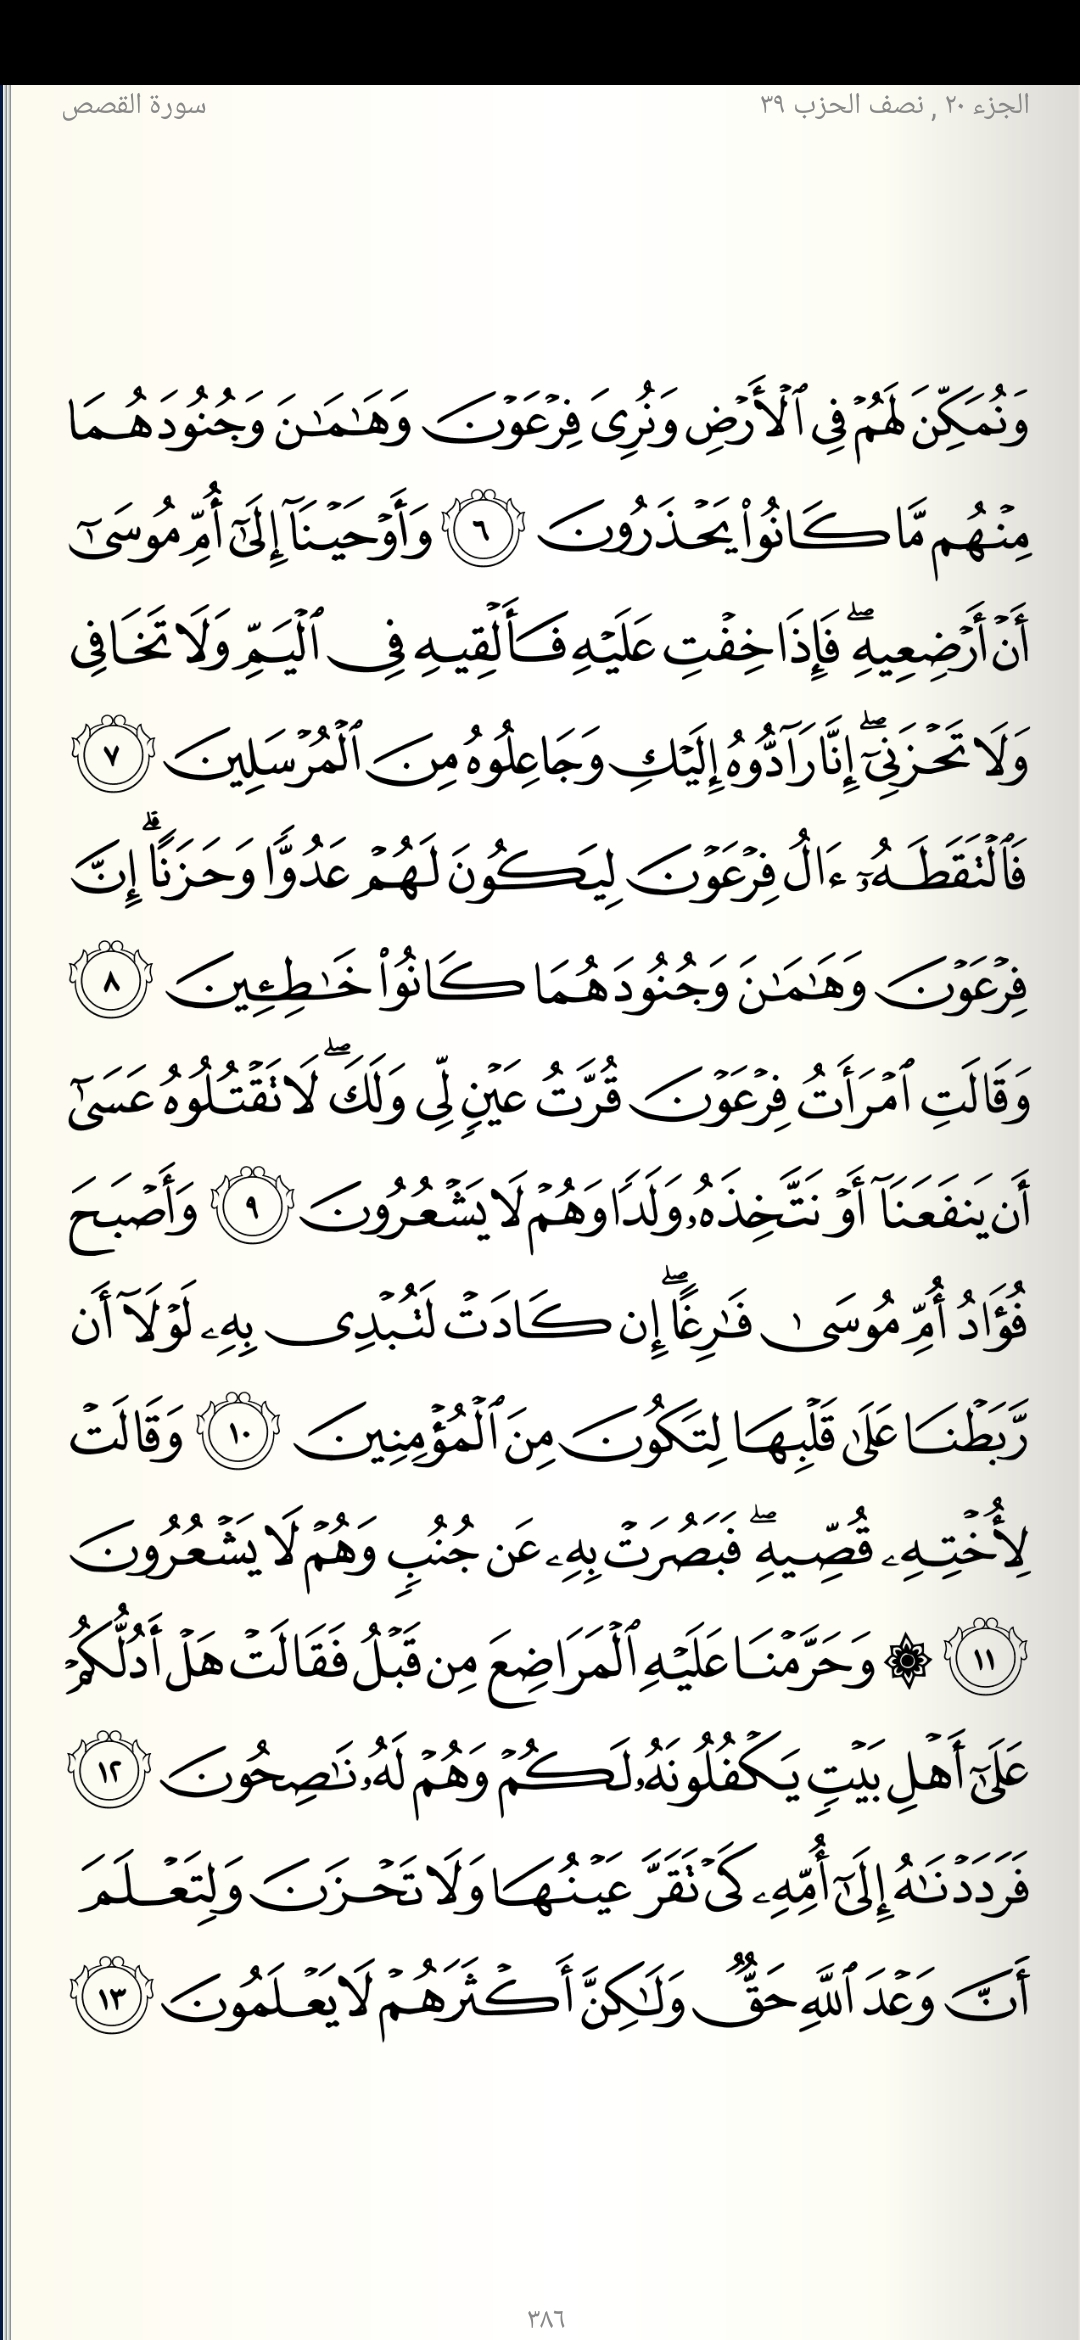 الجزء ٢٠ , نصف الحزب ٣٩
سورة القصص
وَنُمَكِّنَ لَهُمۡ فِي ٱلۡأَرۡضِ وَنُرِيَ فِرۡعَوۡنَ وَهَٰمَٰنَ وَجُنُودَهُمَا
مِنۡهُم مَّا كَانُواْ يَحۡذَرُونَ ٦ وَأَوۡحَيۡنَآ إِلَىٰٓ أُمِّ مُوسَىٰٓ
أَنۡ أَرۡضِعِيهِۖ فَإِذَا خِفۡتِ عَلَيۡهِ فَأَلۡقِيهِ فِي ٱلۡيَمِّ وَلَا تَخَافِي
وَلَا تَحۡزَنِيٓۖ إِنَّا رَآدُّوهُ إِلَيۡكِ وَجَاعِلُوهُ مِنَ ٱلۡمُرۡسَلِينَ ٧
فَٱلۡتَقَطَهُۥٓ ءَالُ فِرۡعَوۡنَ لِيَكُونَ لَهُمۡ عَدُوّٗا وَحَزَنًاۗ إِنَّ
فِرۡعَوۡنَ وَهَٰمَٰنَ وَجُنُودَهُمَا كَانُواْ خَٰطِـِٔينَ ٨
وَقَالَتِ ٱمۡرَأَتُ فِرۡعَوۡنَ قُرَّتُ عَيۡنٖ لِّي وَلَكَۖ لَا تَقۡتُلُوهُ عَسَىٰٓ
أَن يَنفَعَنَآ أَوۡ نَتَّخِذَهُۥ وَلَدٗا وَهُمۡ لَا يَشۡعُرُونَ ٩ وَأَصۡبَحَ
فُؤَادُ أُمِّ مُوسَىٰ فَٰرِغًاۖ إِن كَادَتۡ لَتُبۡدِي بِهِۦ لَوۡلَآ أَن
رَّبَطۡنَا عَلَىٰ قَلۡبِهَا لِتَكُونَ مِنَ ٱلۡمُؤۡمِنِينَ ١٠ وَقَالَتۡ
لِأُخۡتِهِۦ قُصِّيهِۖ فَبَصُرَتۡ بِهِۦ عَن جُنُبٖ وَهُمۡ لَا يَشۡعُرُونَ
١١ ۞ وَحَرَّمۡنَا عَلَيۡهِ ٱلۡمَرَاضِعَ مِن قَبۡلُ فَقَالَتۡ هَلۡ أَدُلُّكُمۡ
عَلَىٰٓ أَهۡلِ بَيۡتٖ يَكۡفُلُونَهُۥ لَكُمۡ وَهُمۡ لَهُۥ نَٰصِحُونَ ١٢
فَرَدَدۡنَٰهُ إِلَىٰٓ أُمِّهِۦ كَيۡ تَقَرَّ عَيۡنُهَا وَلَا تَحۡزَنَ وَلِتَعۡلَمَ
أَنَّ وَعۡدَ ٱللَّهِ حَقّٞ وَلَٰكِنَّ أَكۡثَرَهُمۡ لَا يَعۡلَمُونَ ١٣
٣٨٦